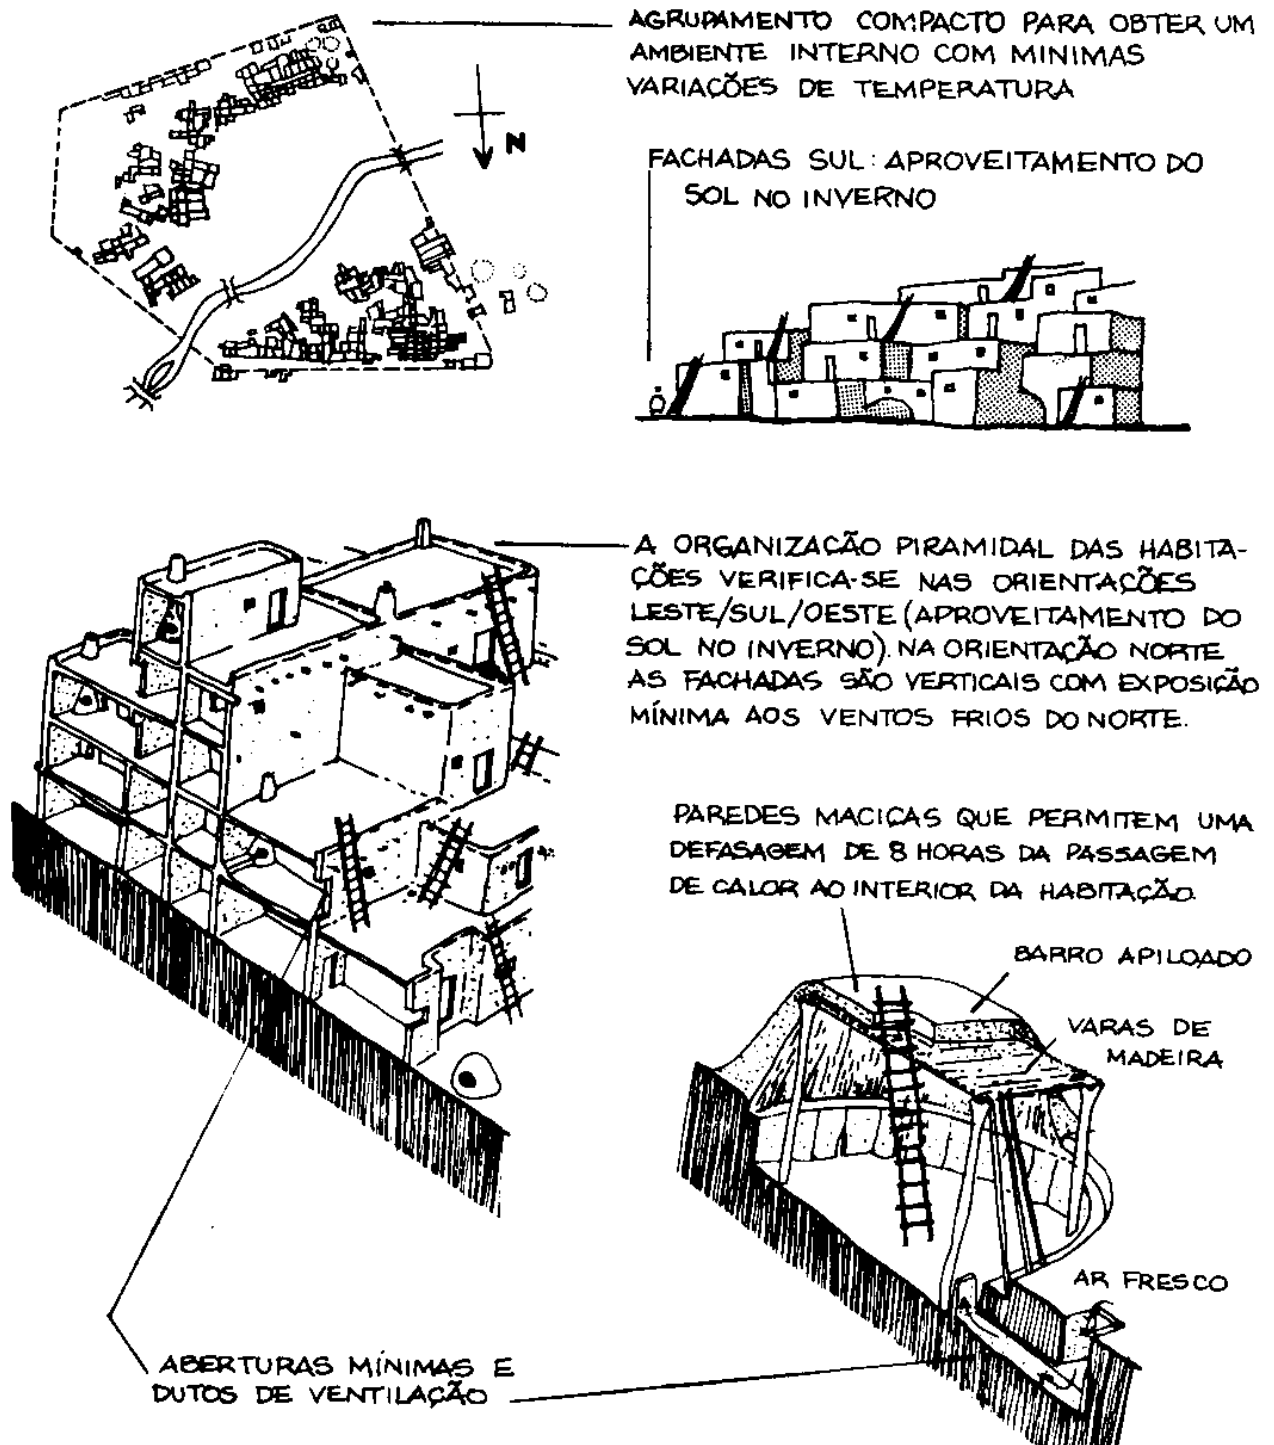 AGRUPAMENTO COMPACTO PARA OBTER UM
AMBIENTE INTERNO COM MINIMAS
VARIAÇÕES DE TEMPERATURA
N
FACHADAS SUL: APROVEITAMENTO DO
SOL NO INVERNO
A ORGANIZAÇÃO PIRAMIDAL DAS HABITA-
ÇÕES VERIFICA-SE NAS ORIENTAÇÕES
LESTE/SUL/OESTE (APROVEITAMENTO DO
SOL NO INVERNO). NA ORIENTAÇÃO NORTE
AS FACHADAS SÃO VERTICAIS COM EXPOSIÇÃO
MÍNIMA AOS VENTOS FRIOS DO NORTE.
PAREDES MACIÇAS QUE PERMITEM UMA
DEFASAGEM DE 8 HORAS DA PASSAGEM
DE CALOR AO INTERIOR DA HABITAÇÃO.
BARRO APILOADO
VARAS DE
MADEIRA
AR FRESCO
ABERTURAS MÍNIMAS E
DUTOS DE VENTILAÇÃO